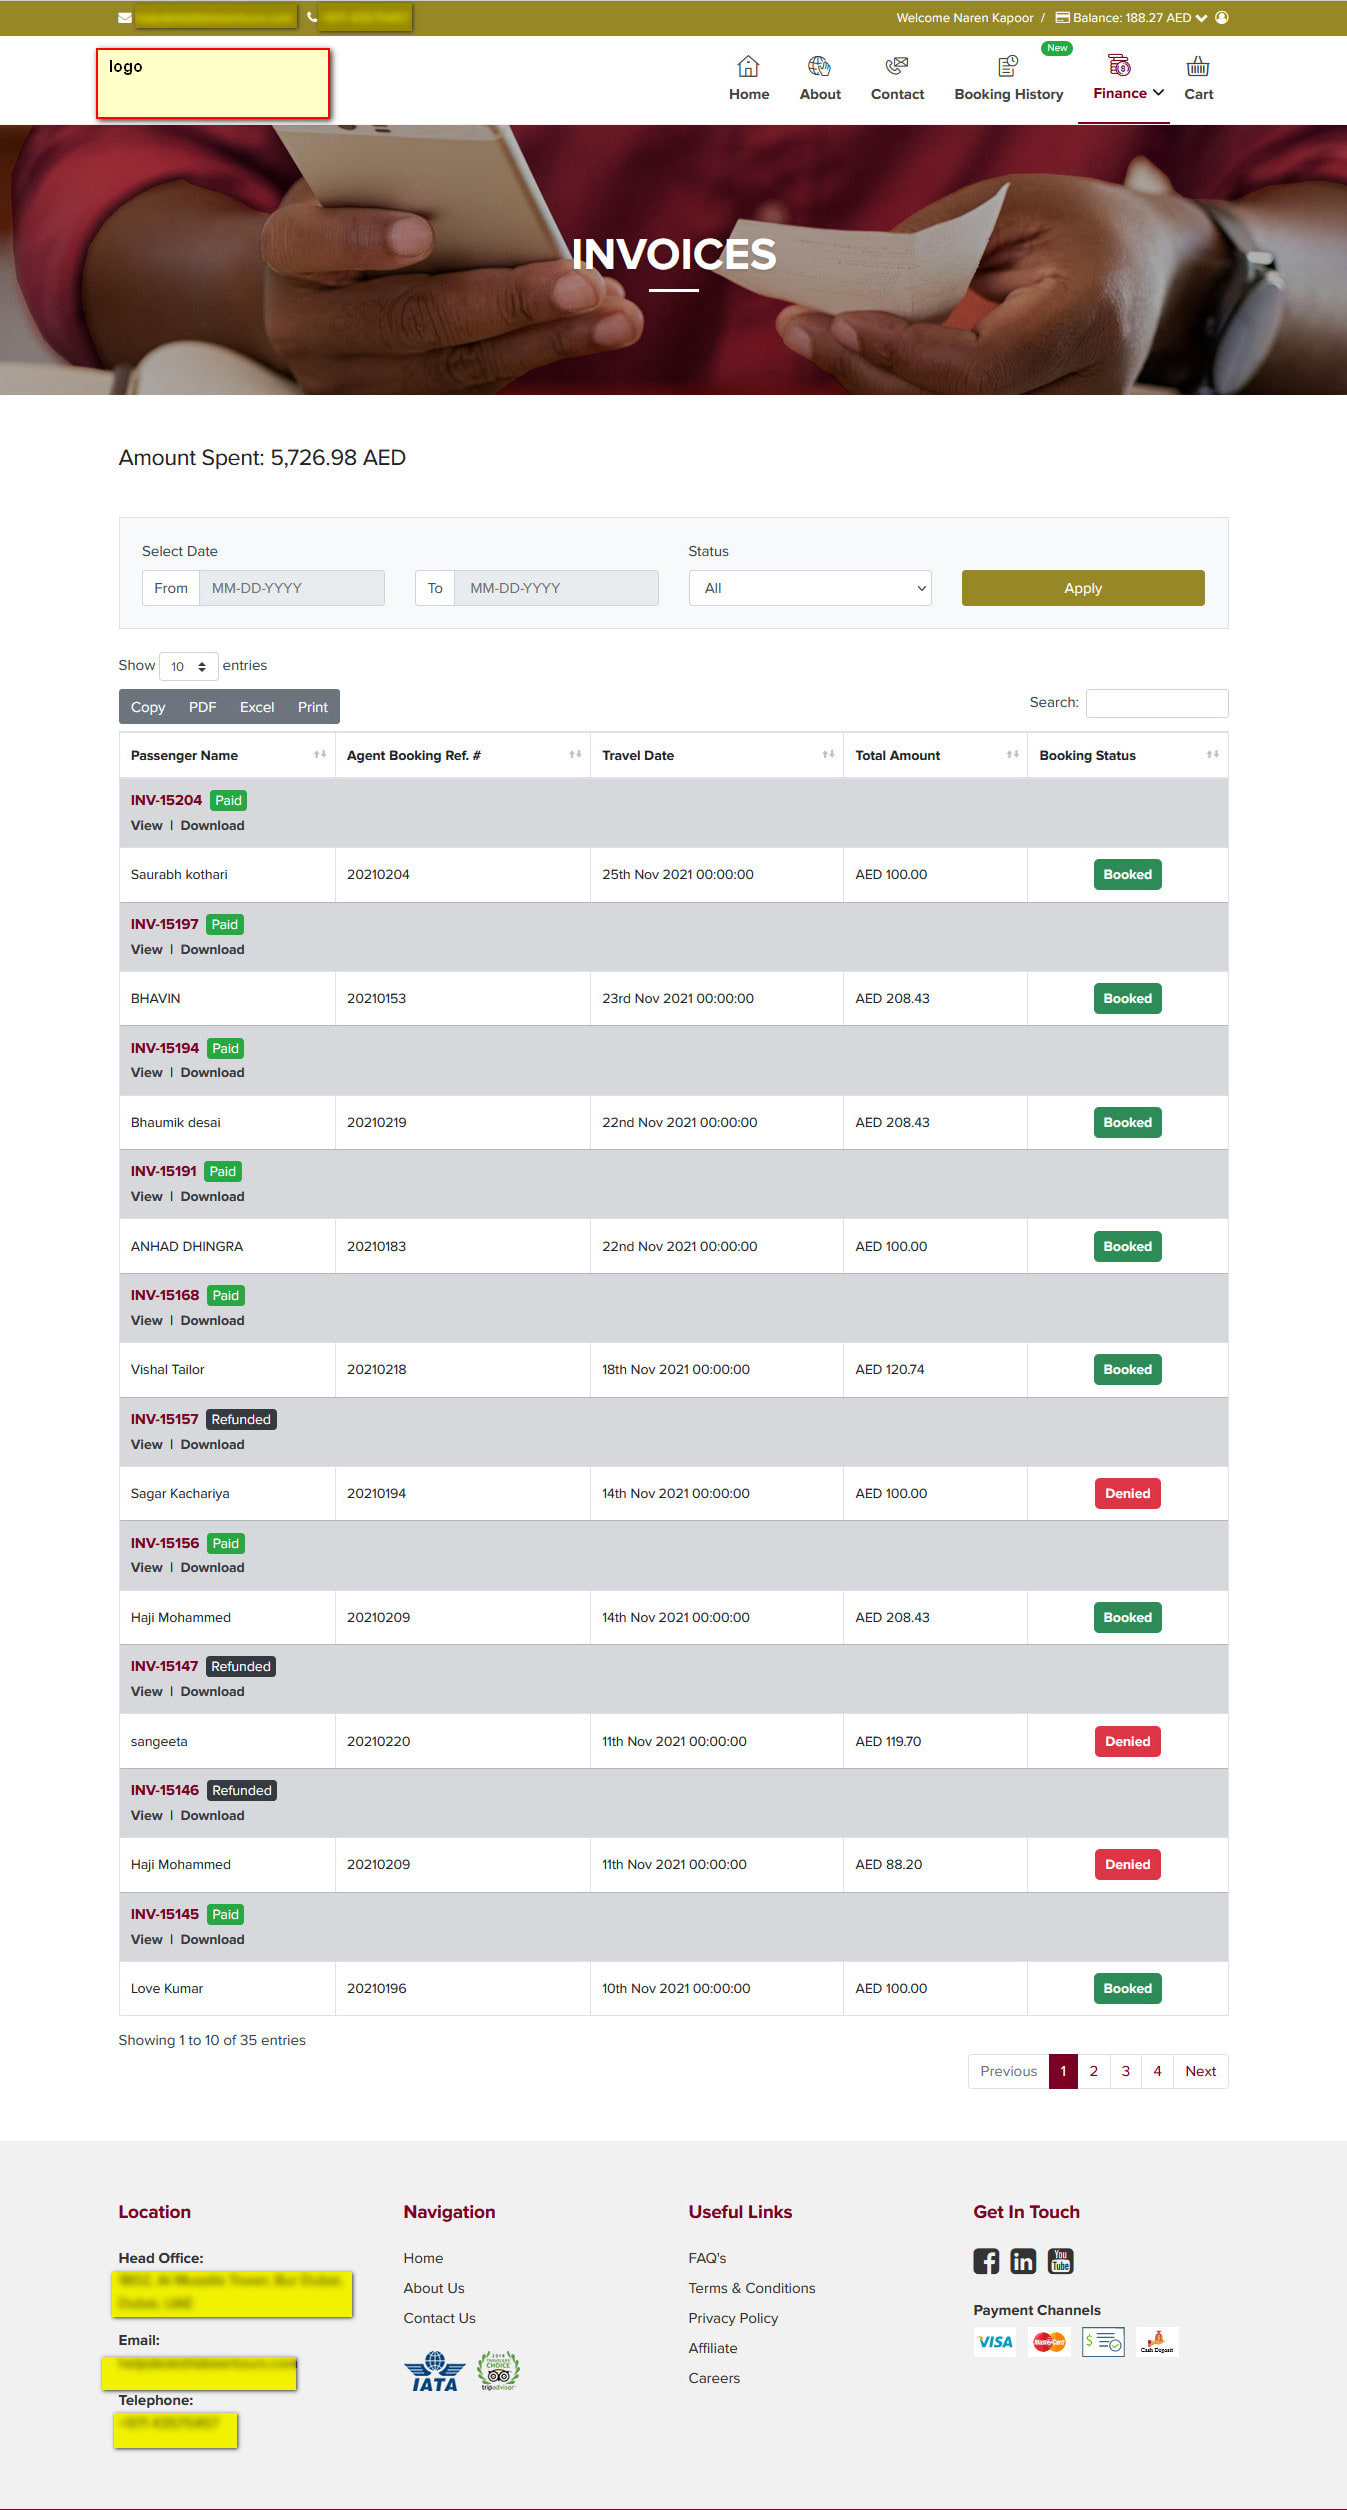 Welcome Naren Kapoor / Balance: 188.27 AED
logo
New
Home About Contact Booking History Finance Cart
INVOICES
Amount Spent: 5,726.98 AED
Select Date Status
From MM-DD-YYYY To MM-DD-YYYY All Apply
Show 10 entries
Copy PDF Excel Print Search:
Passenger Name Agent Booking Ref. # Travel Date Total Amount Booking Status
INV-15204 Paid
View | Download
Saurabh kothari 20210204 25th Nov 2021 00:00:00 AED 100.00 Booked
INV-15197 Paid
View | Download
BHAVIN 20210153 23rd Nov 2021 00:00:00 AED 208.43 Booked
INV-15194 Paid
View | Download
Bhaumik desai 20210219 22nd Nov 2021 00:00:00 AED 208.43 Booked
INV-15191 Paid
View | Download
ANHAD DHINGRA 20210183 22nd Nov 2021 00:00:00 AED 100.00 Booked
INV-15168 Paid
View | Download
Vishal Tailor 20210218 18th Nov 2021 00:00:00 AED 120.74 Booked
INV-15157 Refunded
View | Download
Sagar Kachariya 20210194 14th Nov 2021 00:00:00 AED 100.00 Denied
INV-15156 Paid
View | Download
Haji Mohammed 20210209 14th Nov 2021 00:00:00 AED 208.43 Booked
INV-15147 Refunded
View | Download
sangeeta 20210220 11th Nov 2021 00:00:00 AED 119.70 Denied
INV-15146 Refunded
View | Download
Haji Mohammed 20210209 11th Nov 2021 00:00:00 AED 88.20 Denied
INV-15145 Paid
View | Download
Love Kumar 20210196 10th Nov 2021 00:00:00 AED 100.00 Booked
Showing 1 to 10 of 35 entries
Previous 1 2 3 4 Next
Location
Head Office:
Email:
Telephone:
Navigation
Home
About Us
Contact Us
IATA
TRAVELERS'
CHOICE
tripadvisor
Useful Links
FAQ's
Terms & Conditions
Privacy Policy
Affiliate
Careers
Get In Touch
You
Tube
Payment Channels
VISA MasterCard Cash Deposit